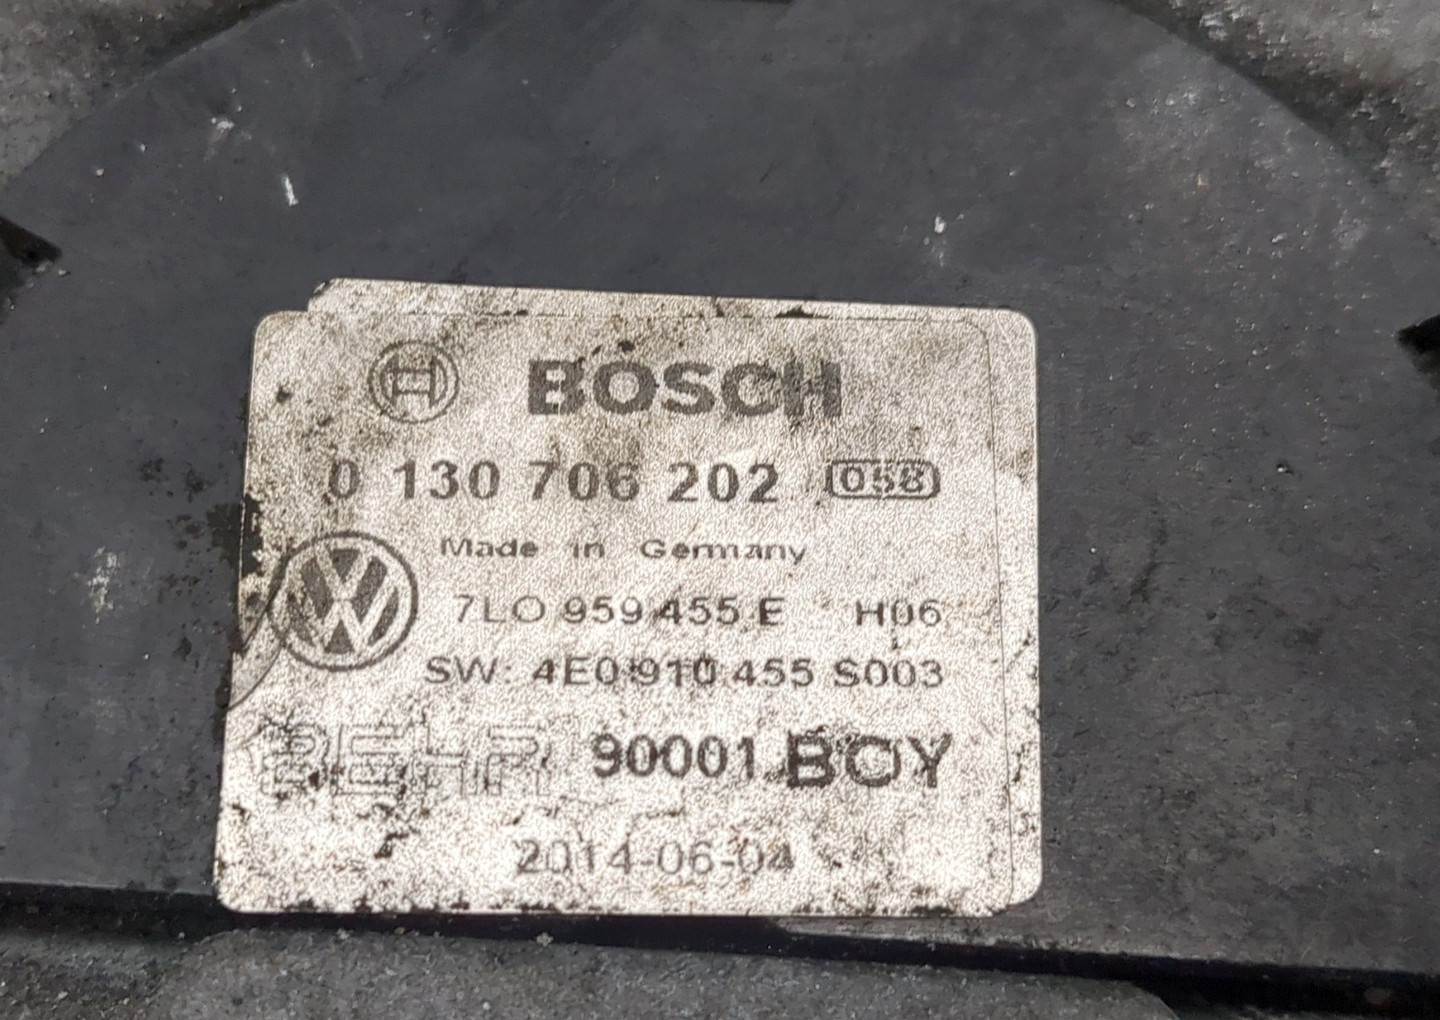 BOSCH
0 130 706 202 058
Made in Germany
7LO 959 455 E H06
SW: 4E0 910 455 S003
BEHR 90001 BOY
2014-06-04